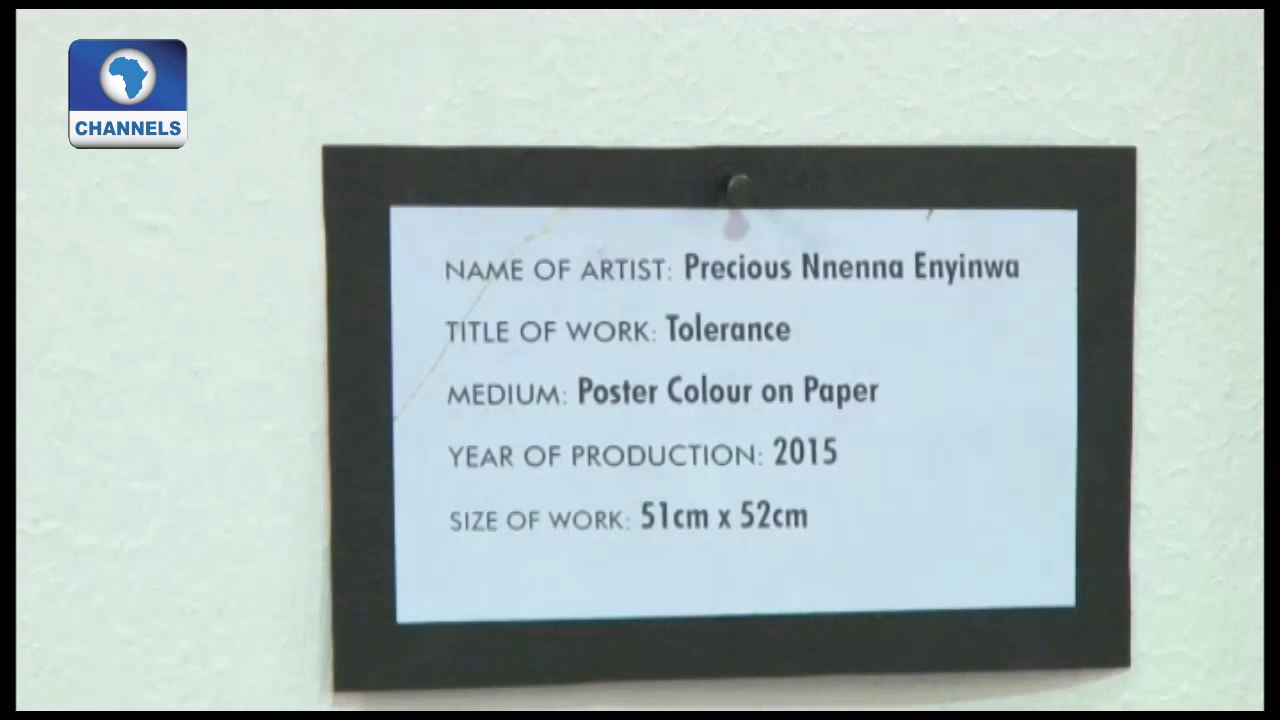 CHANNELS
NAME OF ARTIST: Precious Nnenna Enyinwa
TITLE OF WORK: Tolerance
MEDIUM: Poster Colour on Paper
YEAR OF PRODUCTION: 2015
SIZE OF WORK: 51cm x 52cm